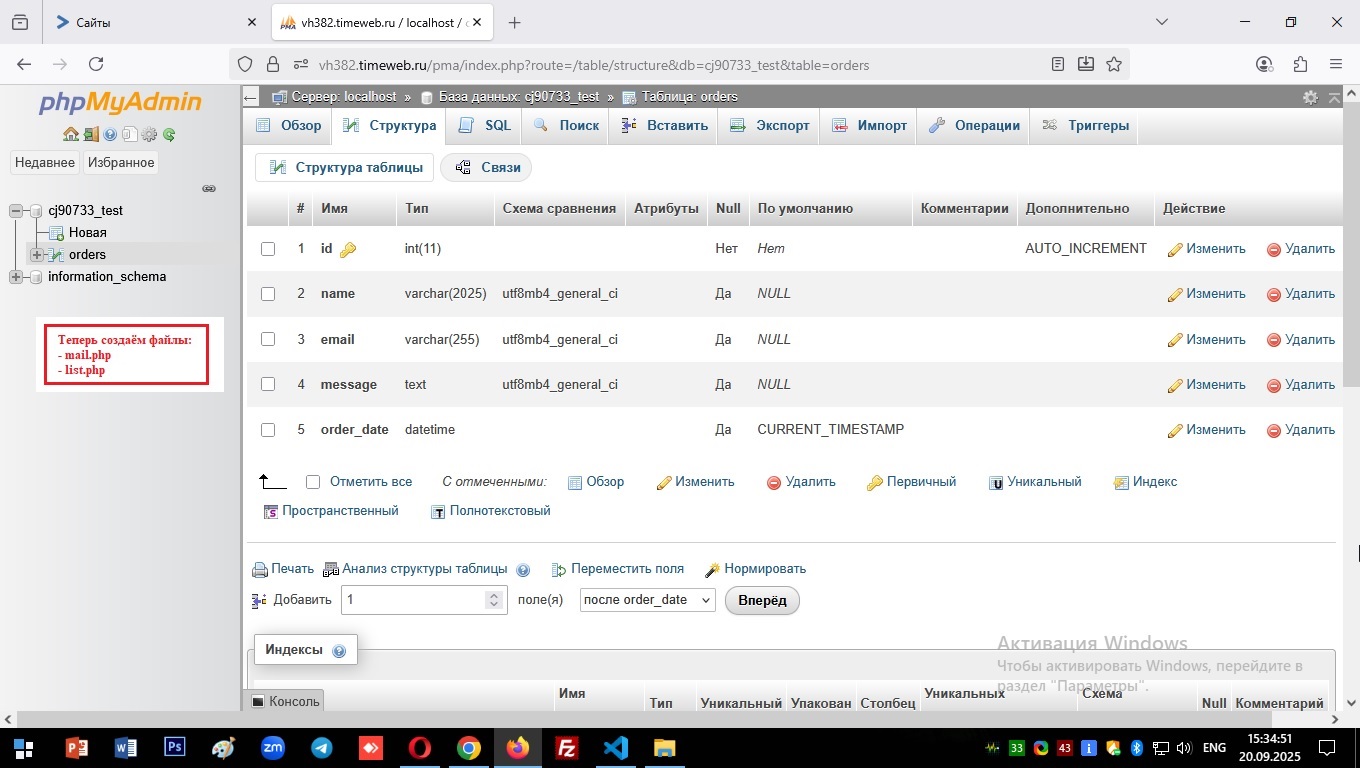 Сайты
vh382.timeweb.ru / localhost / c
vh382.timeweb.ru/pma/index.php?route=/table/structure&db=cj90733_test&table=orders
phpMyAdmin
Недавнее Избранное
cj90733_test
Новая
orders
information_schema
Теперь создаём файлы:
- mail.php
- list.php
Сервер: localhost » База данных: cj90733_test » Таблица: orders
Обзор Структура SQL Поиск Вставить Экспорт Импорт Операции Триггеры
Структура таблицы Связи
# Имя Тип Схема сравнения Атрибуты Null По умолчанию Комментарии Дополнительно Действие
1 id int(11) Нет Нет AUTO_INCREMENT Изменить Удалить
2 name varchar(2025) utf8mb4_general_ci Да NULL Изменить Удалить
3 email varchar(255) utf8mb4_general_ci Да NULL Изменить Удалить
4 message text utf8mb4_general_ci Да NULL Изменить Удалить
5 order_date datetime Да CURRENT_TIMESTAMP Изменить Удалить
Отметить все С отмеченными: Обзор Изменить Удалить Первичный Уникальный Индекс
Пространственный Полнотекстовый
Печать Анализ структуры таблицы Переместить поля Нормировать
Добавить 1 поле(я) после order_date Вперёд
Индексы
Активация Windows
Чтобы активировать Windows, перейдите в
раздел "Параметры".
Имя Тип Уникальный Упакован Столбец Уникальных Схема Null Комментарий
Консоль
33 43 ENG 15:34:51
20.09.2025